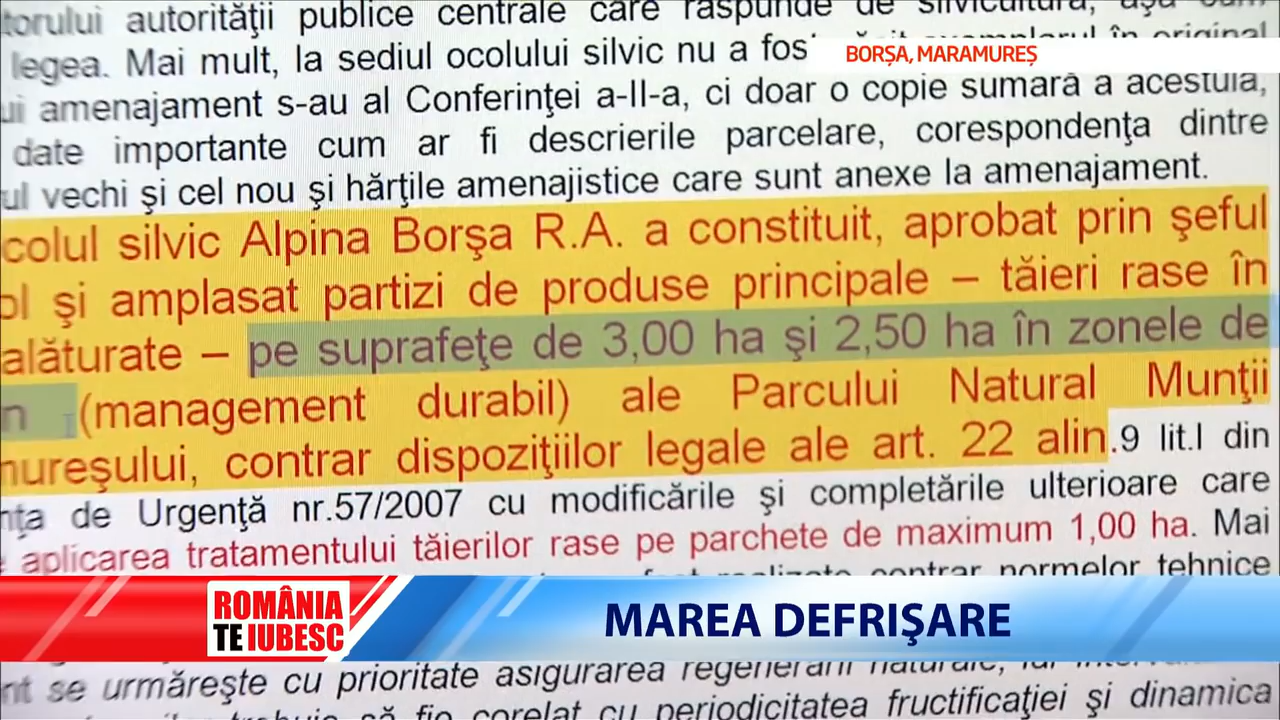 torului autorităţii publice centrale care răspunde de silvicultură, aşa cum
legea. Mai mult, la sediul ocolului silvic nu a fos
BORȘA, MARAMUREȘ
amenajament s-au al Conferinţei a-II-a, ci doar o copie sumară a acestuia,
date importante cum ar fi descrierile parcelare, corespondenţa dintre
ul vechi şi cel nou şi hărţile amenajistice care sunt anexe la amenajament.
colul silvic Alpina Borşa R.A. a constituit, aprobat prin şeful
ol şi amplasat partizi de produse principale – tăieri rase în
alăturate – pe suprafeţe de 3,00 ha şi 2,50 ha în zonele de
n (management durabil) ale Parcului Natural Munţii
mureşului, contrar dispoziţiilor legale ale art. 22 alin.9 lit.l din
nţa de Urgenţă nr.57/2007 cu modificările şi completările ulterioare care
aplicarea tratamentului tăierilor rase pe parchete de maximum 1,00 ha. Mai
contrar normelor tehnice
ROMÂNIA
TE IUBESC
MAREA DEFRIŞARE
nt se urmăreşte cu prioritate asigurarea regenerării naturale,
să fie corelat cu periodicitatea fructificaţiei şi dinamica